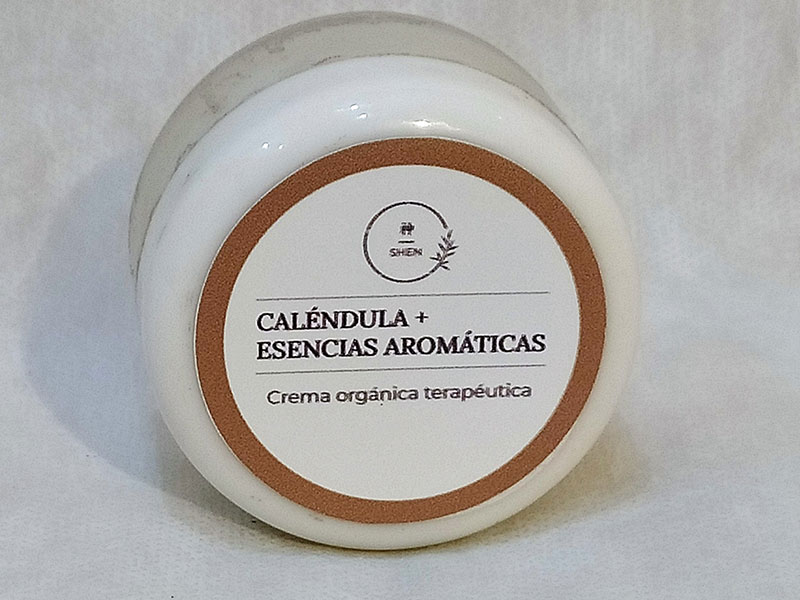 SHEN
CALÉNDULA +
ESENCIAS AROMÁTICAS
Crema orgánica terapéutica